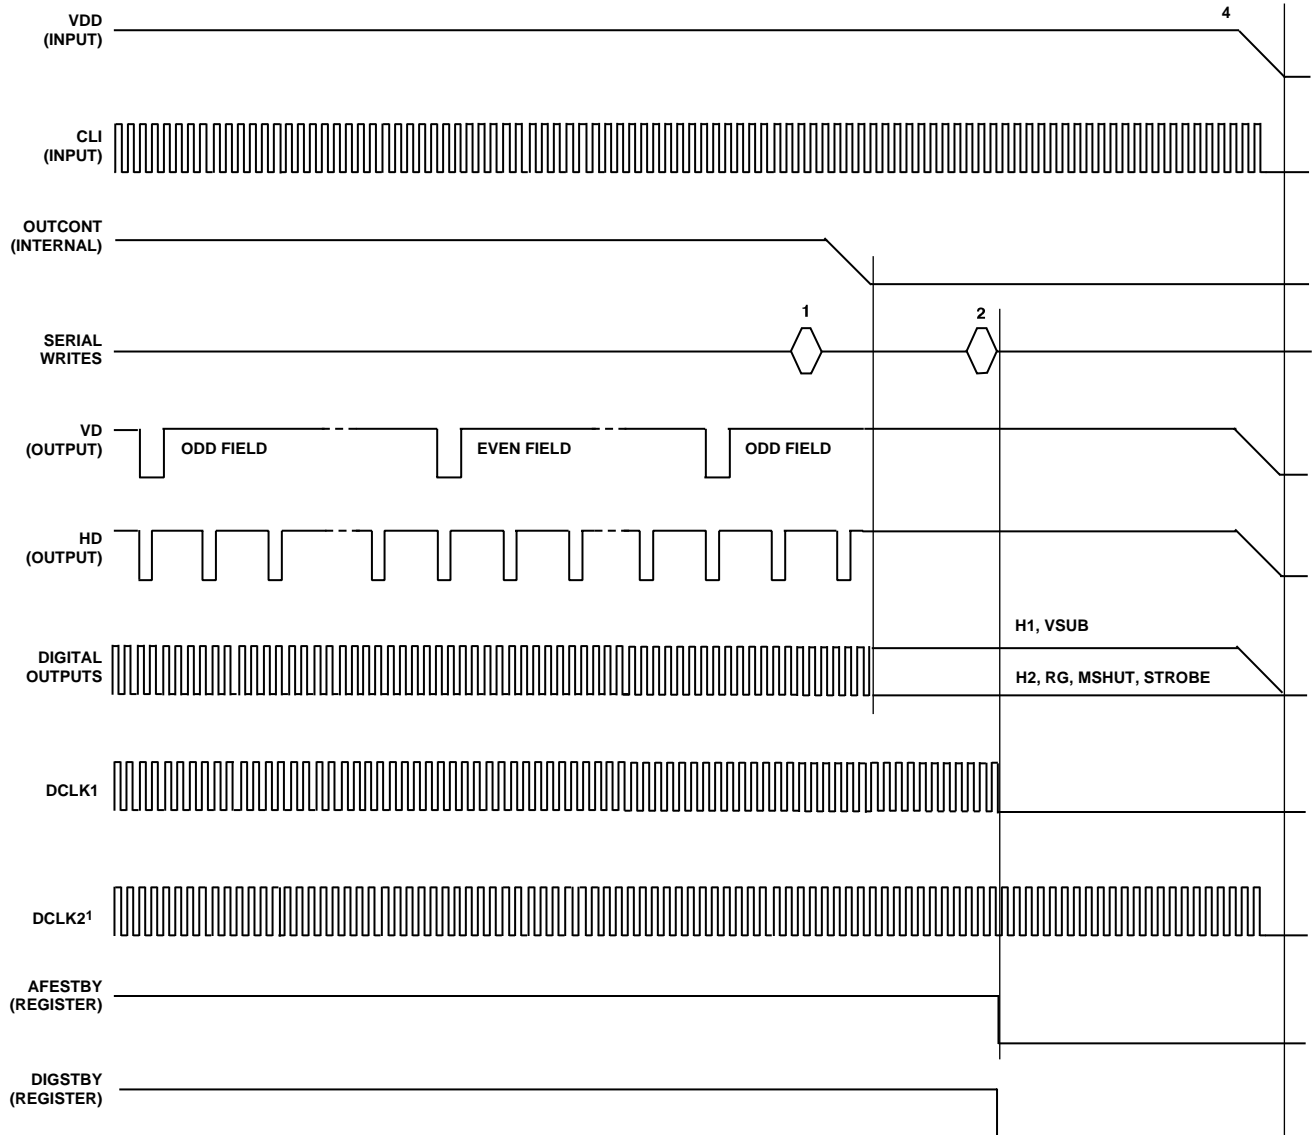 4
VDD
(INPUT)
CLI
(INPUT)
OUTCONT
(INTERNAL)
1
2
SERIAL
WRITES
VD
(OUTPUT)
ODD FIELD
EVEN FIELD
ODD FIELD
HD
(OUTPUT)
H1, VSUB
DIGITAL
OUTPUTS
H2, RG, MSHUT, STROBE
DCLK1
DCLK2¹
AFESTBY
(REGISTER)
DIGSTBY
(REGISTER)